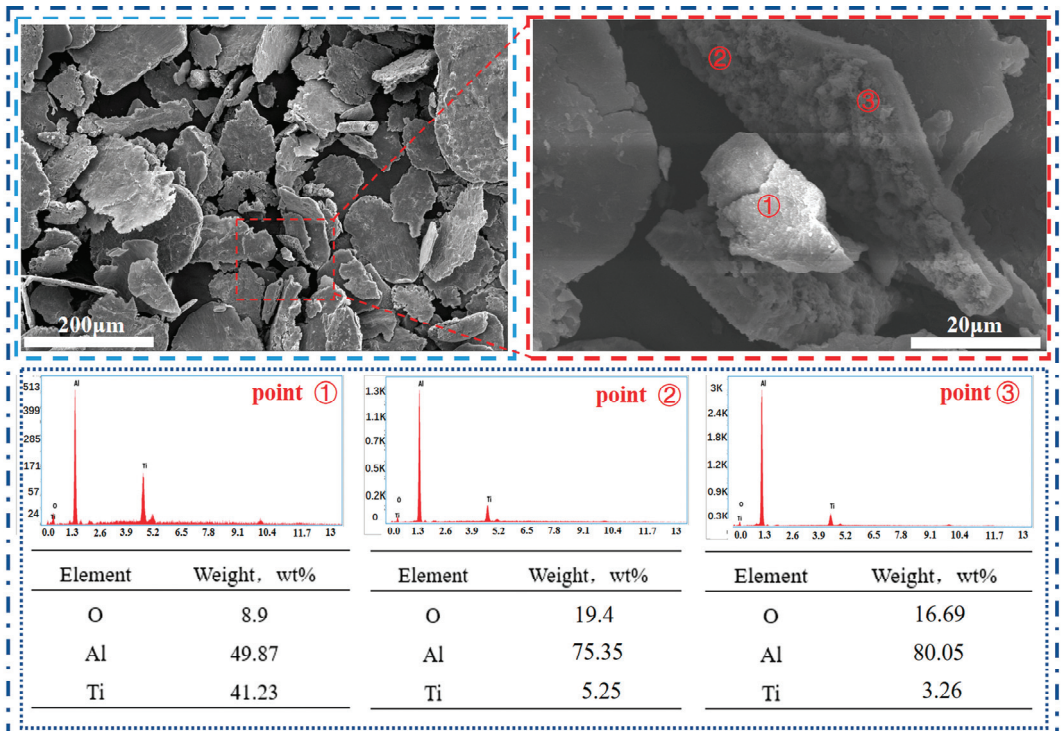 ②
③
①
200μm
20μm
513
399
285
171
57
24
Al
Ti
O
Ti
point ①
0.0 1.3 2.6 3.9 5.2 6.5 7.8 9.1 10.4 11.7 13
1.3K
1.1K
0.7K
0.5K
0.2K
O
Al
O
Ti
Ti
point ②
0.0 1.3 2.6 3.9 5.2 6.5 7.8 9.1 10.4 11.7 13
3K
2.4K
1.2K
1.8K
0.9K
0.3K
Al
O
Ti
Ti
point ③
0.0 1.3 2.6 3.9 5.2 6.5 7.8 9.1 10.4 11.7 13
Element Weight, wt%
O 8.9
Al 49.87
Ti 41.23
Element Weight, wt%
O 19.4
Al 75.35
Ti 5.25
Element Weight, wt%
O 16.69
Al 80.05
Ti 3.26